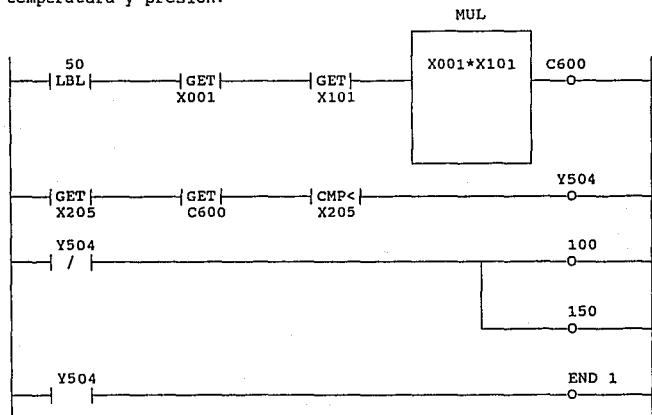 temperatura y presión.
MUL
50
LBL
GET
X001
GET
X101
X001*X101
C600
GET
X205
GET
C600
CMP<
X205
Y504
Y504
/
100
150
Y504
END 1